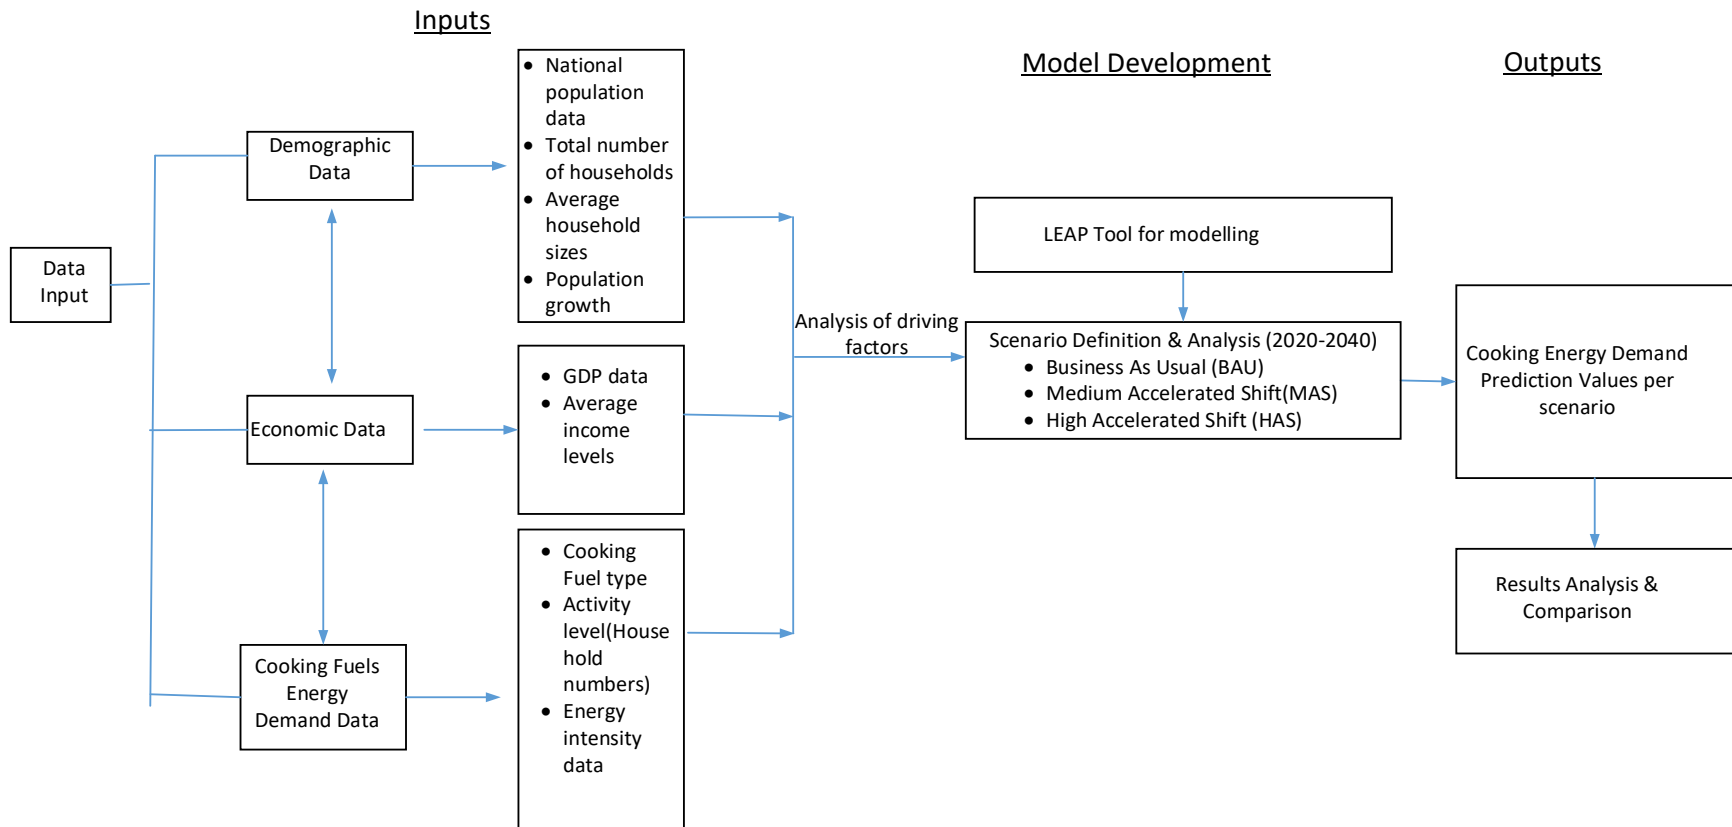 Inputs
Model Development
Outputs
Data
Input
Demographic
Data
Economic Data
Cooking Fuels
Energy
Demand Data
• National
population
data
• Total number
of households
• Average
household
sizes
• Population
growth
• GDP data
• Average
income
levels
• Cooking
Fuel type
• Activity
level(House
hold
numbers)
• Energy
intensity
data
Analysis of driving
factors
LEAP Tool for modelling
Scenario Definition & Analysis (2020-2040)
• Business As Usual (BAU)
• Medium Accelerated Shift(MAS)
• High Accelerated Shift (HAS)
Cooking Energy Demand
Prediction Values per
scenario
Results Analysis &
Comparison